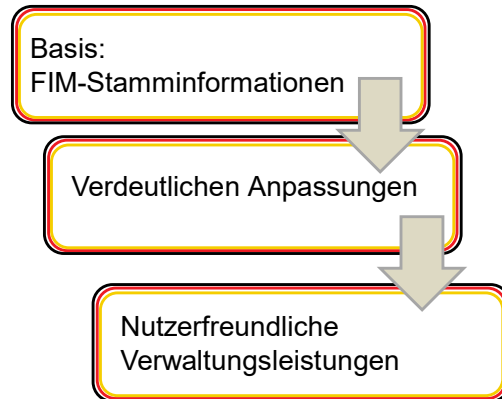 Basis:
FIM-Stamminformationen
Verdeutlichen Anpassungen
Nutzerfreundliche
Verwaltungsleistungen